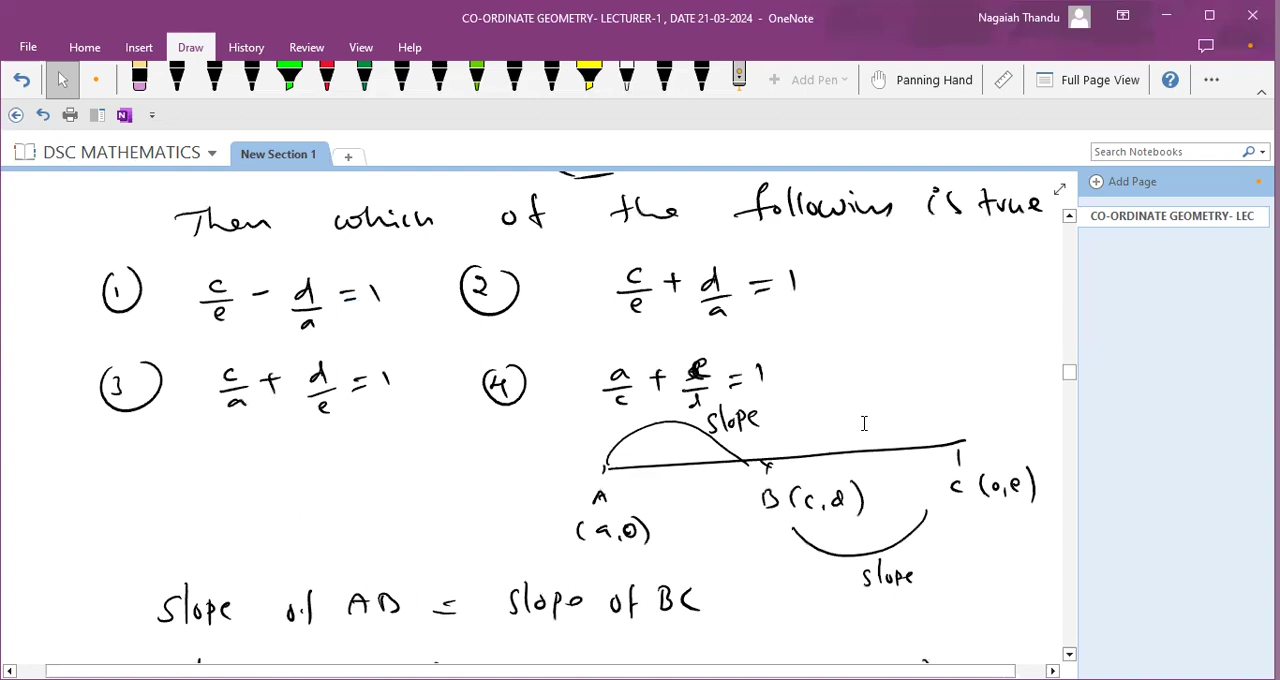 CO-ORDINATE GEOMETRY- LECTURER-1 , DATE 21-03-2024 - OneNote
Nagaiah Thandu
File Home Insert Draw History Review View Help
Add Pen Panning Hand Full Page View
DSC MATHEMATICS New Section 1 Search Notebooks
Add Page
CO-ORDINATE GEOMETRY- LEC
Then which of the following is true
① c/e - d/a = 1 ② c/e + d/a = 1
③ c/a + d/e = 1 ④ a/c + e/d = 1
slope
A B (c,d) C (0,e)
(a,0)
slope
slope of AB = slope of BC